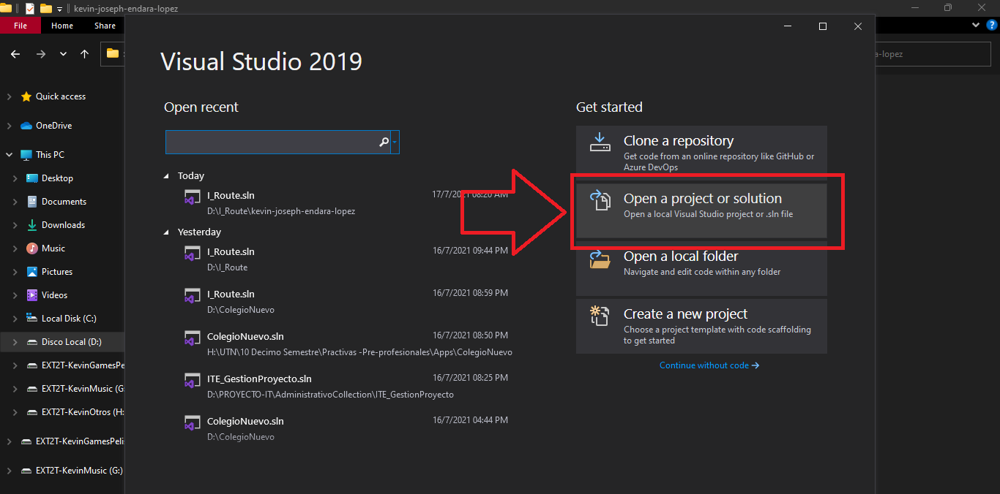 kevin-joseph-endara-lopez
File
Home
Share
a-lopez
Quick access
OneDrive
This PC
Desktop
Documents
Downloads
Music
Pictures
Videos
Local Disk (C:)
Disco Local (D:)
EXT2T-KevinGamesPe
EXT2T-KevinMusic (G:
EXT2T-KevinOtros (H:
EXT2T-KevinGamesPelis
EXT2T-KevinMusic (G:)
Visual Studio 2019
Open recent
Today
I_Route.sln
17/7/2021 08:20 AM
D:\I_Route\kevin-joseph-endara-lopez
Yesterday
I_Route.sln
16/7/2021 09:44 PM
D:\I_Route
I_Route.sln
16/7/2021 08:59 PM
D:\ColegioNuevo
ColegioNuevo.sln
16/7/2021 08:50 PM
H:\UTN\10 Decimo Semestre\Practivas -Pre-profesionales\Apps\ColegioNuevo
ITE_GestionProyecto.sln
16/7/2021 08:25 PM
D:\PROYECTO-IT\AdministrativoCollection\ITE_GestionProyecto
ColegioNuevo.sln
16/7/2021 04:44 PM
D:\ColegioNuevo
Get started
Clone a repository
Get code from an online repository like GitHub or
Azure DevOps
Open a project or solution
Open a local Visual Studio project or .sln file
Open a local folder
Navigate and edit code within any folder
Create a new project
Choose a project template with code scaffolding
to get started
Continue without code →